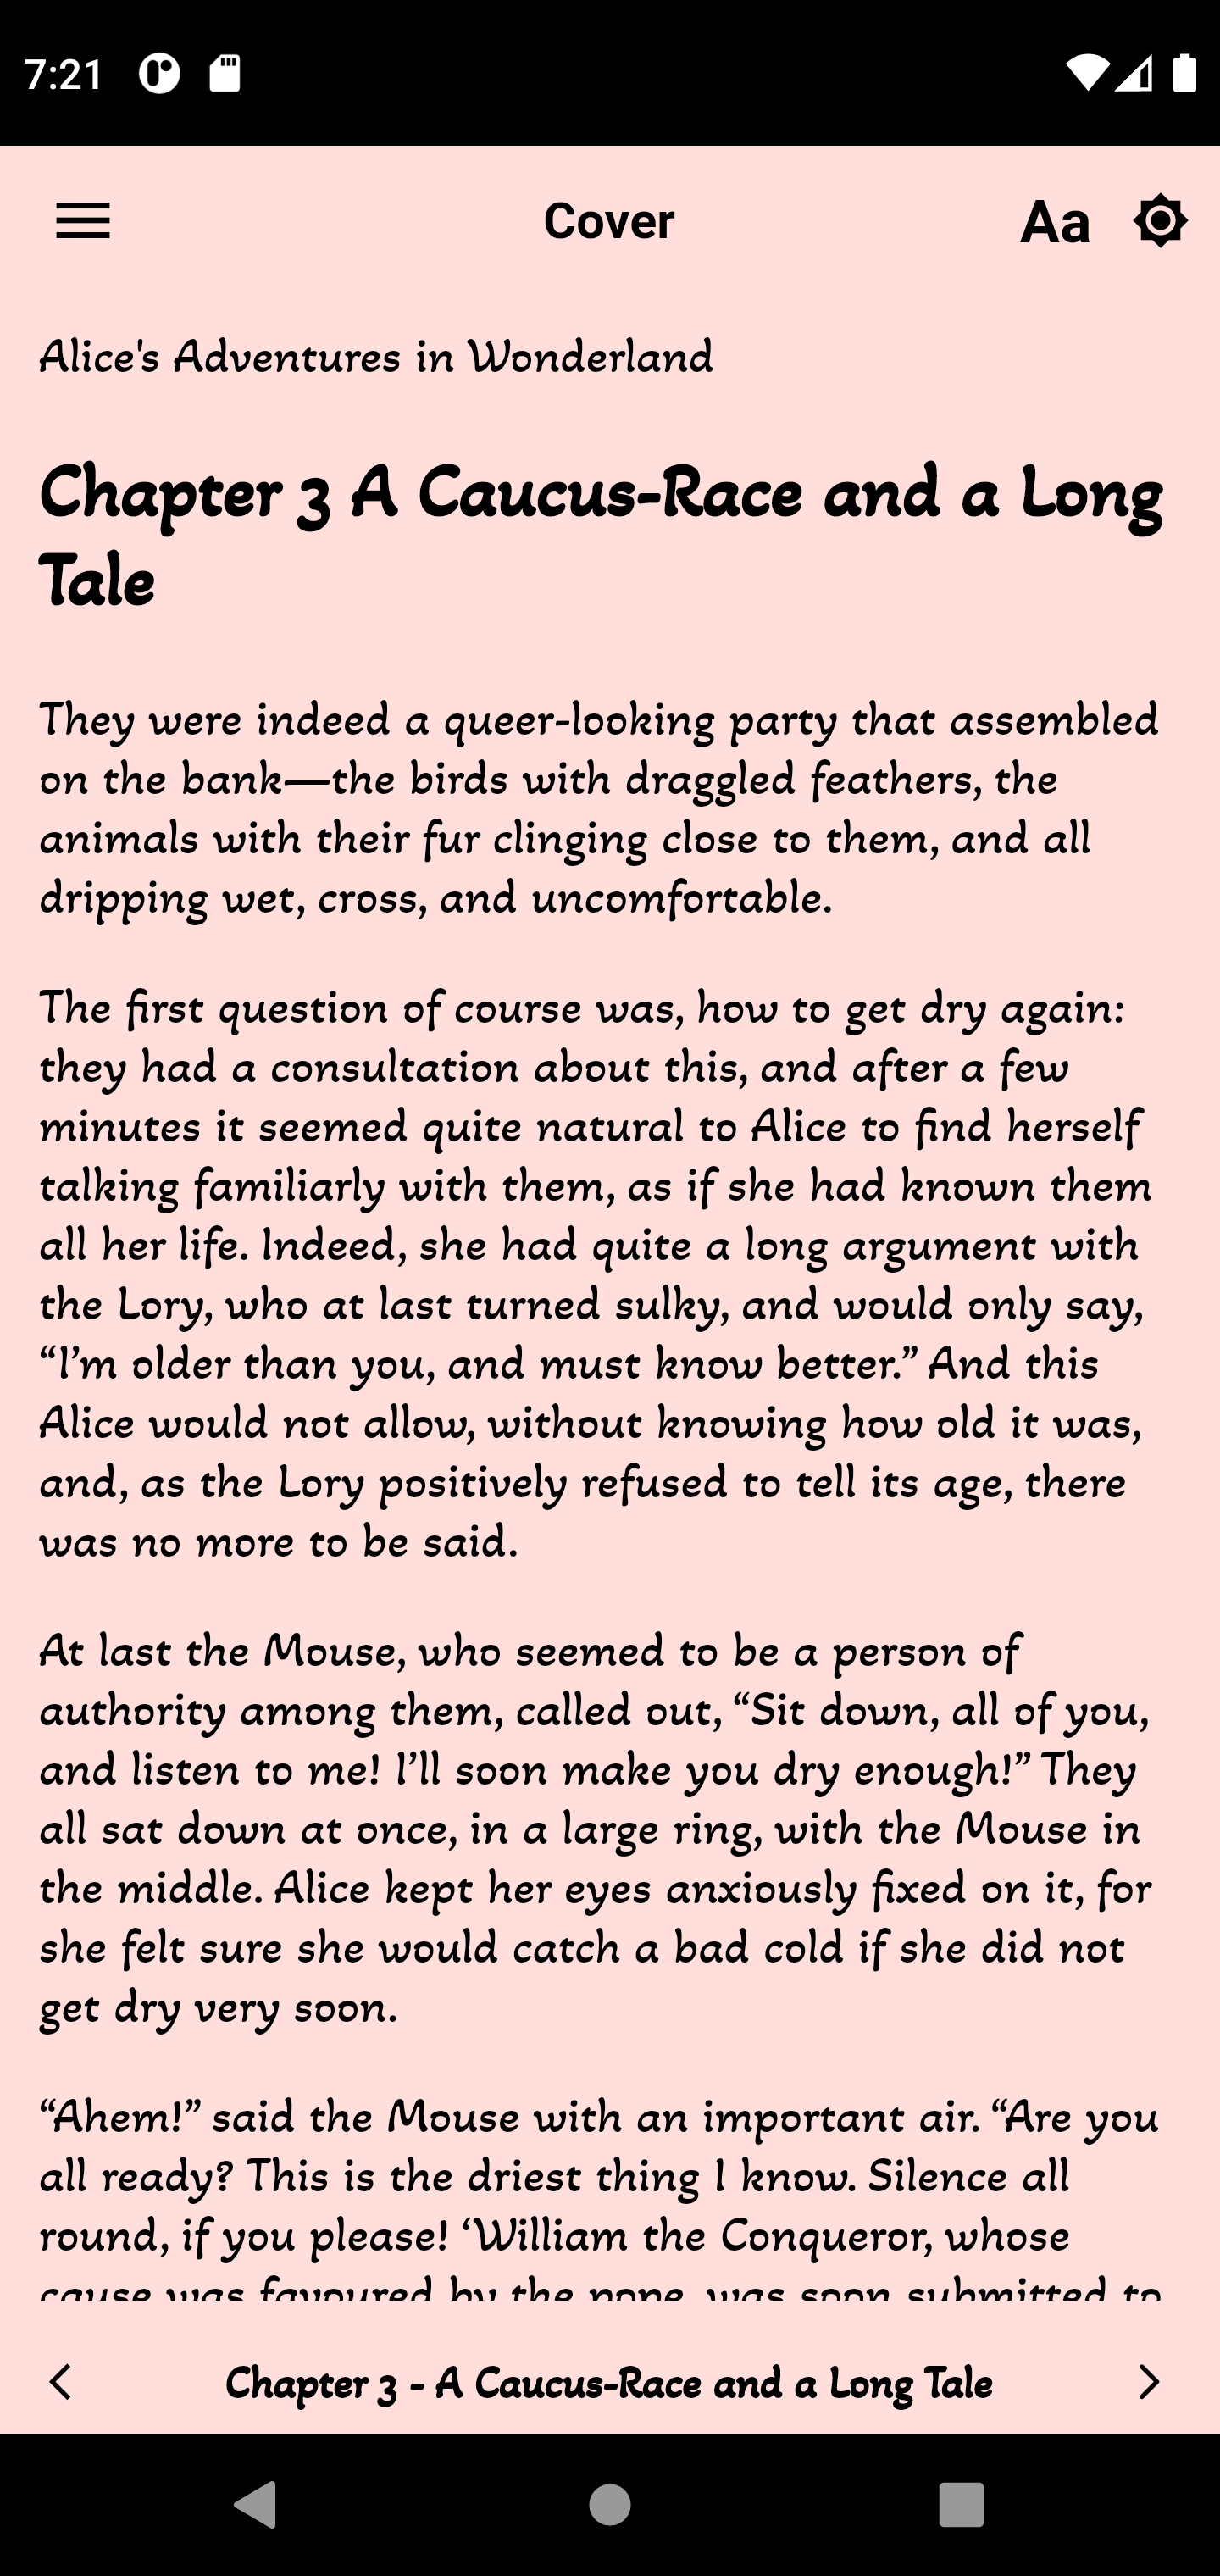 7:21
Cover
Aa
Alice's Adventures in Wonderland
Chapter 3 A Caucus-Race and a Long
Tale
They were indeed a queer-looking party that assembled
on the bank—the birds with draggled feathers, the
animals with their fur clinging close to them, and all
dripping wet, cross, and uncomfortable.
The first question of course was, how to get dry again:
they had a consultation about this, and after a few
minutes it seemed quite natural to Alice to find herself
talking familiarly with them, as if she had known them
all her life. Indeed, she had quite a long argument with
the Lory, who at last turned sulky, and would only say,
“I’m older than you, and must know better.” And this
Alice would not allow, without knowing how old it was,
and, as the Lory positively refused to tell its age, there
was no more to be said.
At last the Mouse, who seemed to be a person of
authority among them, called out, “Sit down, all of you,
and listen to me! I’ll soon make you dry enough!” They
all sat down at once, in a large ring, with the Mouse in
the middle. Alice kept her eyes anxiously fixed on it, for
she felt sure she would catch a bad cold if she did not
get dry very soon.
“Ahem!” said the Mouse with an important air. “Are you
all ready? This is the driest thing I know. Silence all
round, if you please! ‘William the Conqueror, whose
cause was favoured by the pope, was soon submitted to
Chapter 3 - A Caucus-Race and a Long Tale